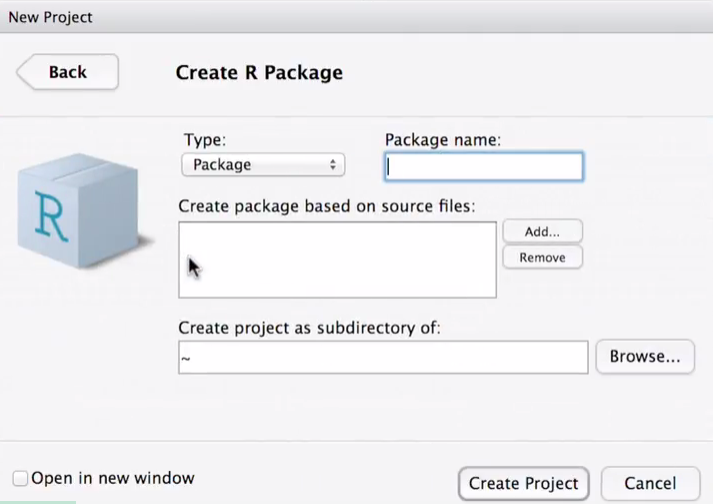 New Project
Back
Create R Package
Type:
Package name:
Package
R
Create package based on source files:
Add...
Remove
Create project as subdirectory of:
~
Browse...
Open in new window
Create Project
Cancel